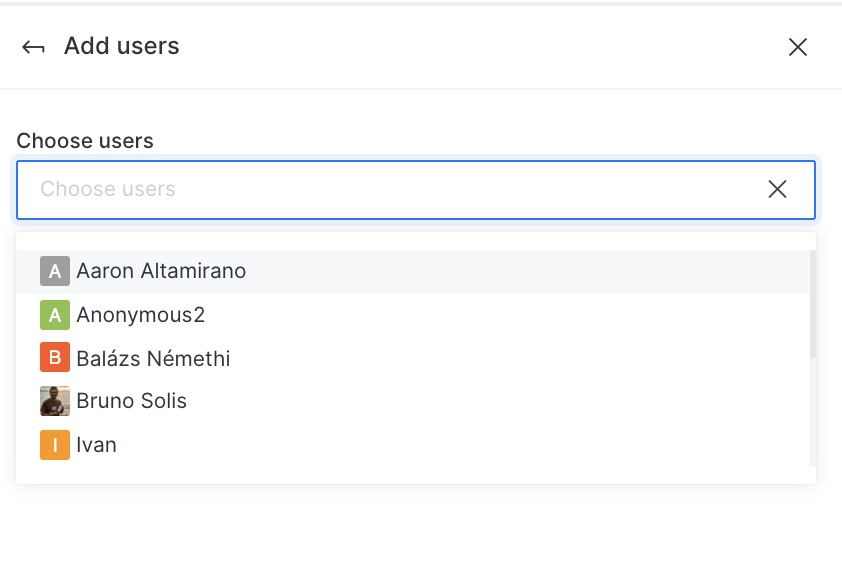 Add users
Choose users
Choose users
A Aaron Altamirano
A Anonymous2
B Balázs Némethi
Bruno Solis
I Ivan